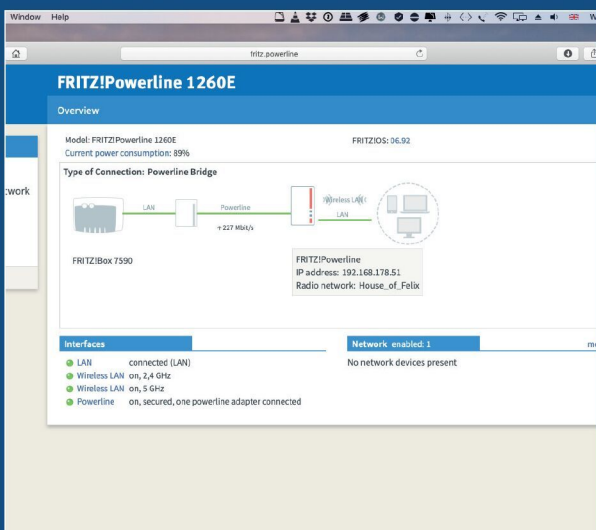 Window Help
fritz.powerline
FRITZ!Powerline 1260E
Overview
Model: FRITZ!Powerline 1260E
FRITZ!OS: 06.92
Current power consumption: 89%
Type of Connection: Powerline Bridge
LAN
Powerline
Wireless LAN
LAN
↑ 227 Mbit/s
twork
FRITZ!Box 7590
FRITZ!Powerline
IP address: 192.168.178.51
Radio network: House_of_Felix
Interfaces
Network enabled: 1
LAN connected (LAN)
No network devices present
Wireless LAN on, 2,4 GHz
Wireless LAN on, 5 GHz
Powerline on, secured, one powerline adapter connected